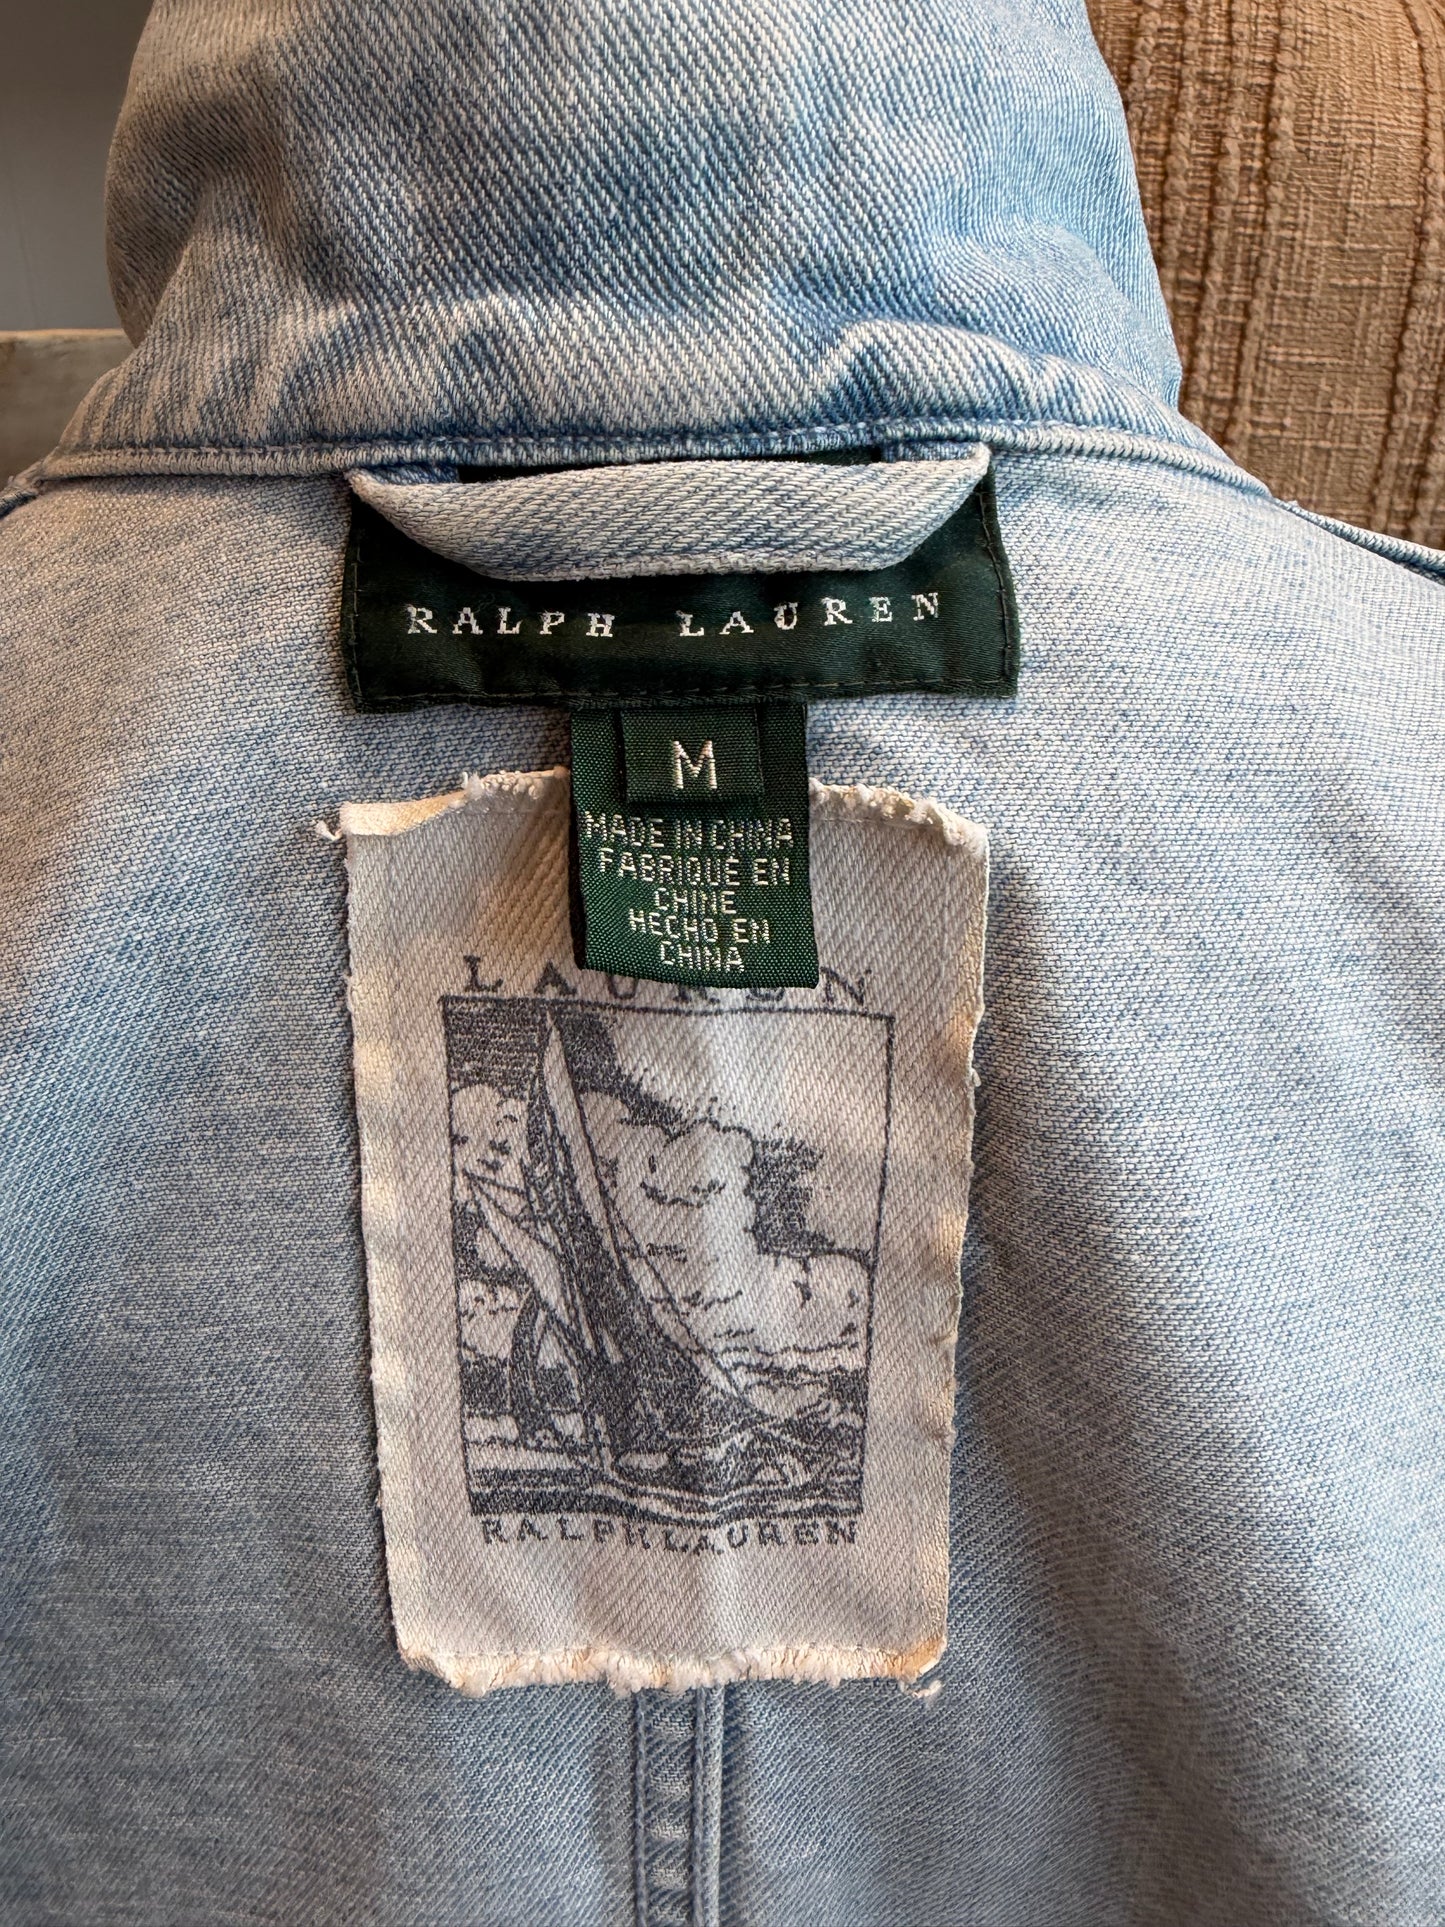 RALPH LAUREN
M
MADE IN CHINA
FABRIQUÉ EN
CHINE
HECHO EN
CHINA
LAUREN
RALPH LAUREN